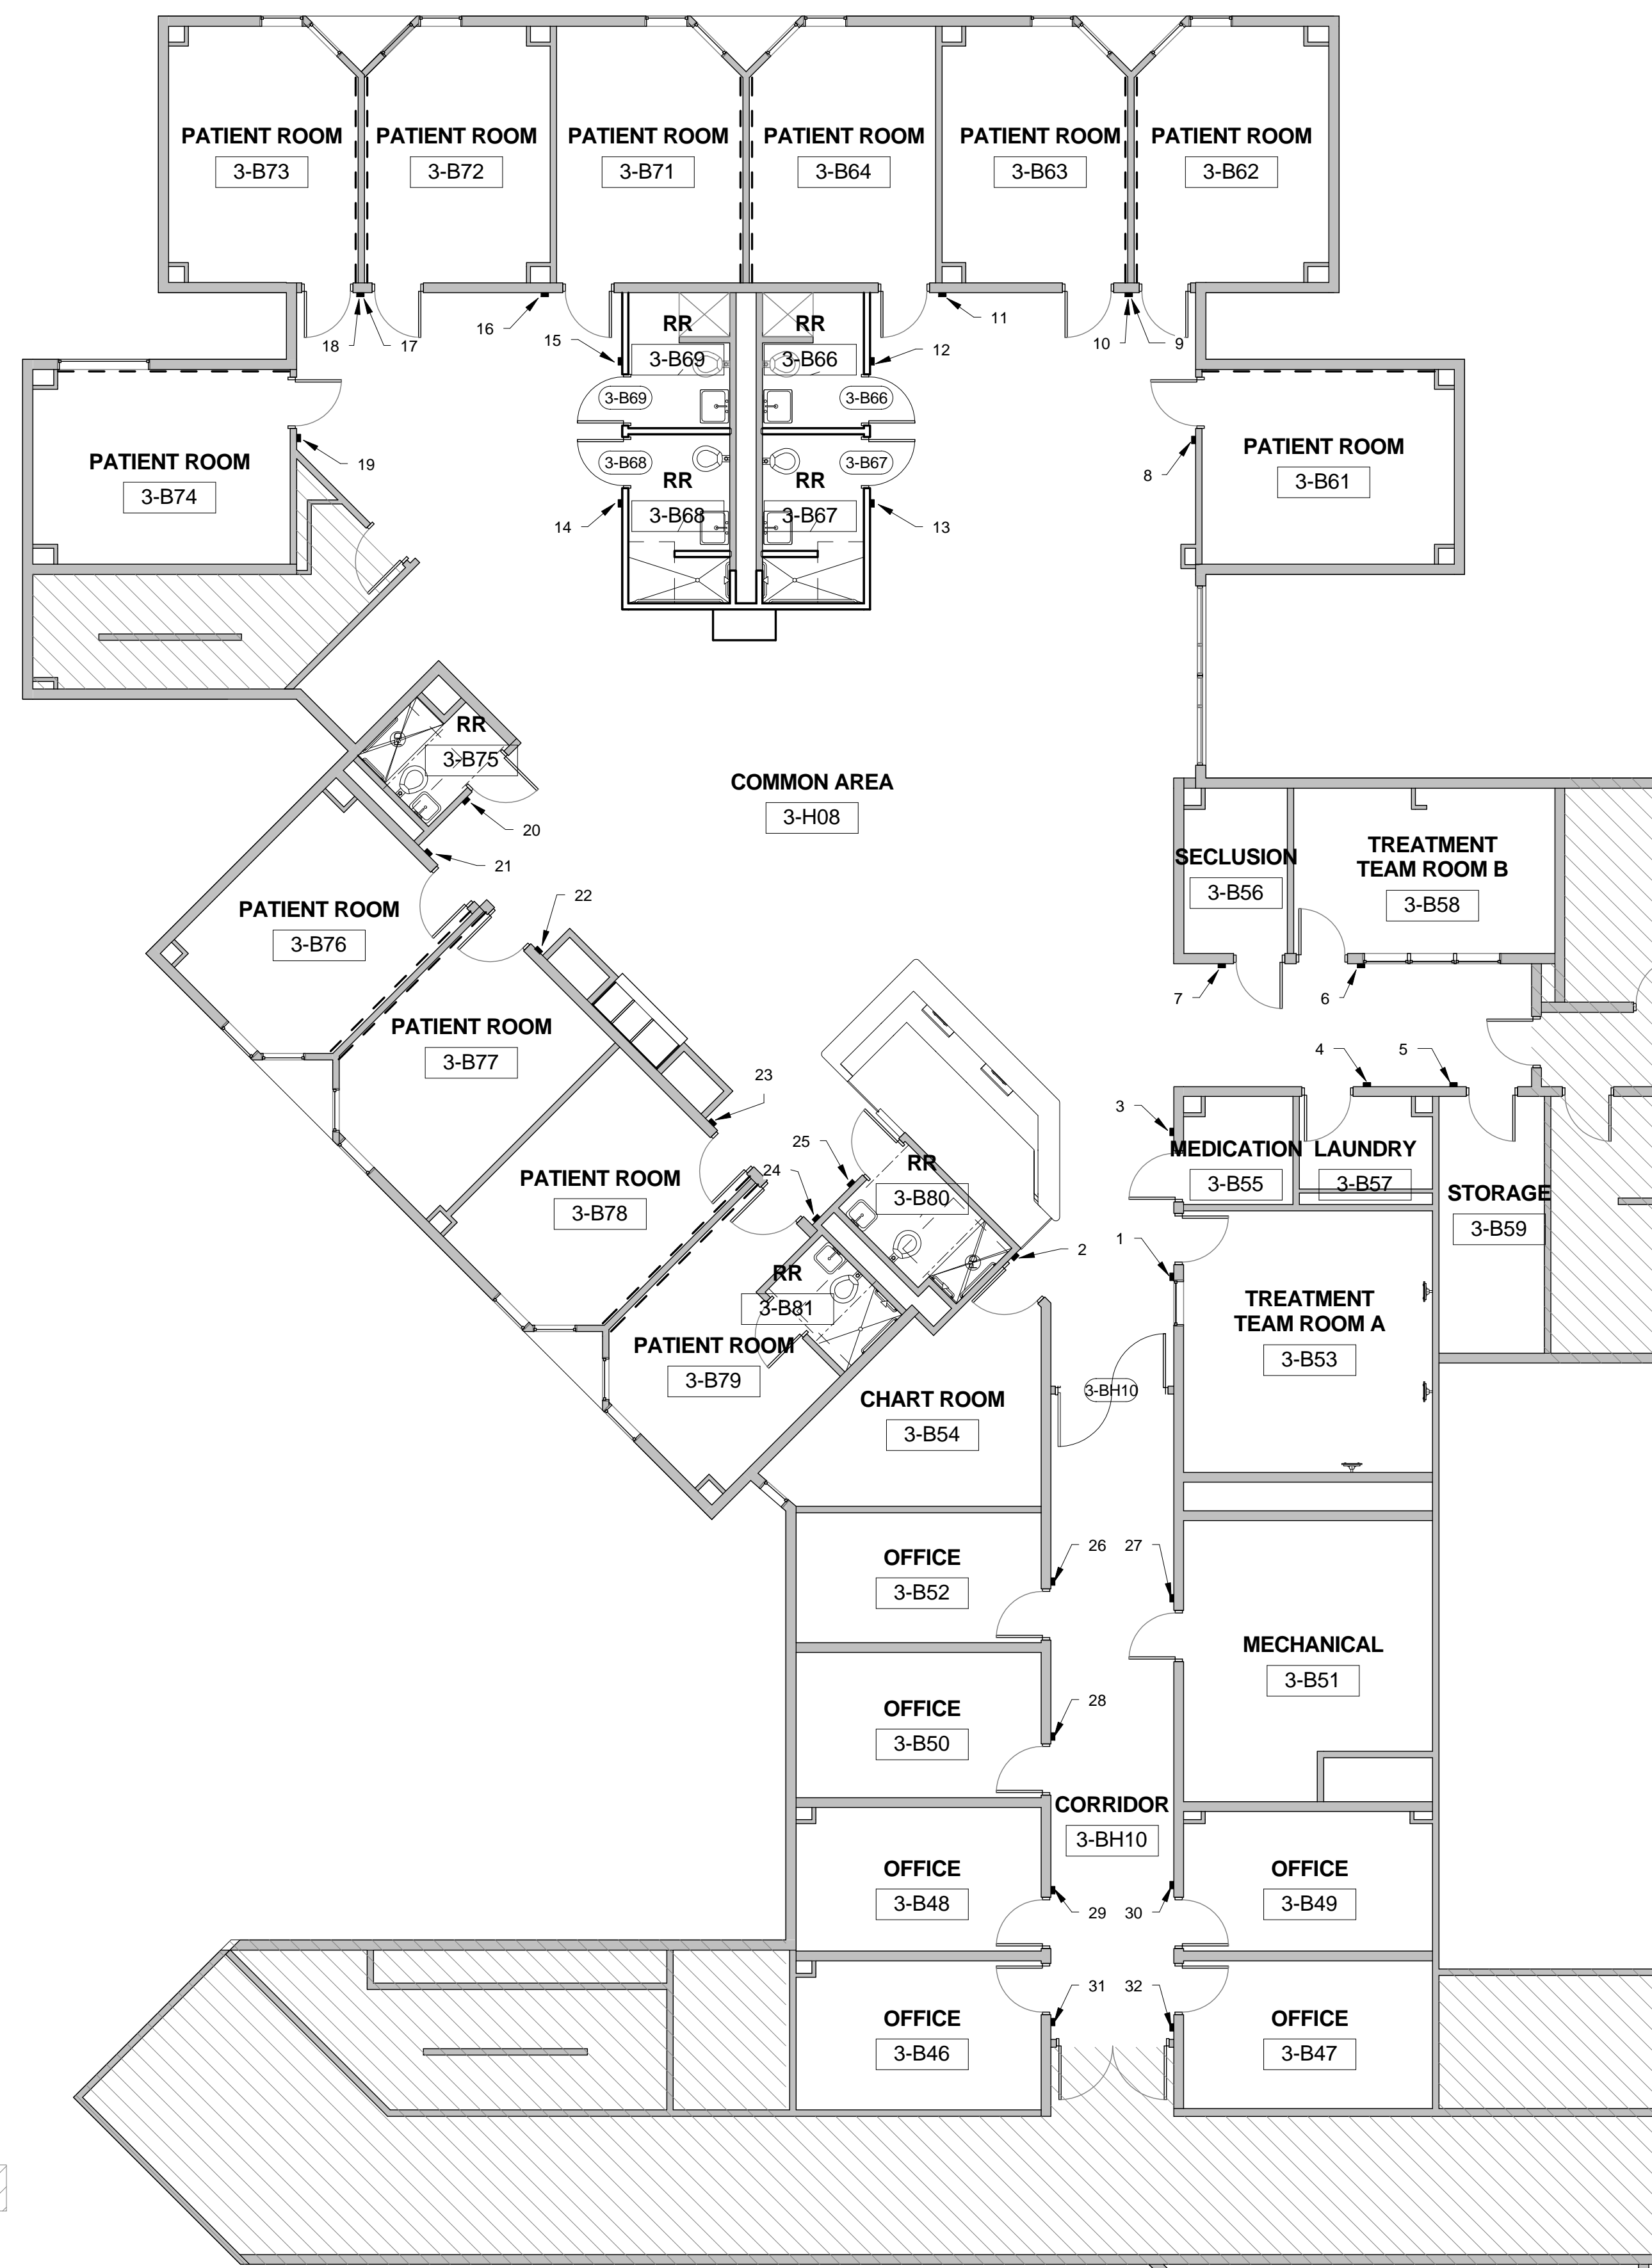 PATIENT ROOM
3-B73
PATIENT ROOM
3-B72
PATIENT ROOM
3-B71
PATIENT ROOM
3-B64
PATIENT ROOM
3-B63
PATIENT ROOM
3-B62
18
17
16
15
RR
3-B69
RR
3-B66
12
11
10
9
3-B69
3-B66
PATIENT ROOM
3-B74
19
3-B68
3-B67
8
PATIENT ROOM
3-B61
14
RR
3-B68
RR
3-B67
13
RR
3-B75
20
21
COMMON AREA
3-H08
SECLUSION
3-B56
TREATMENT
TEAM ROOM B
3-B58
PATIENT ROOM
3-B76
22
7
6
PATIENT ROOM
3-B77
23
4
5
3
25
24
RR
3-B80
MEDICATION
3-B55
LAUNDRY
3-B57
STORAGE
3-B59
PATIENT ROOM
3-B78
2
1
RR
3-B81
TREATMENT
TEAM ROOM A
3-B53
PATIENT ROOM
3-B79
CHART ROOM
3-B54
3-BH10
OFFICE
3-B52
26
27
MECHANICAL
3-B51
OFFICE
3-B50
28
CORRIDOR
3-BH10
OFFICE
3-B48
29
30
OFFICE
3-B49
OFFICE
3-B46
31
32
OFFICE
3-B47